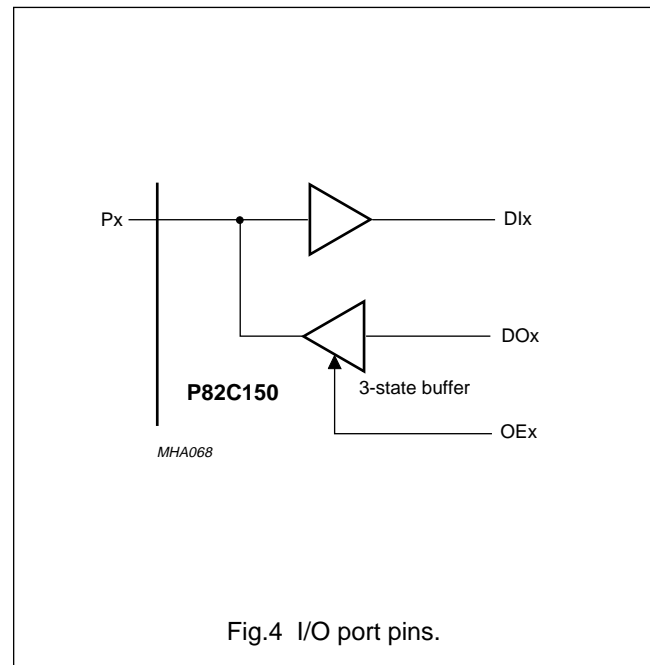 Px
DIx
DOx
P82C150
3-state buffer
OEx
MHA068
Fig.4 I/O port pins.